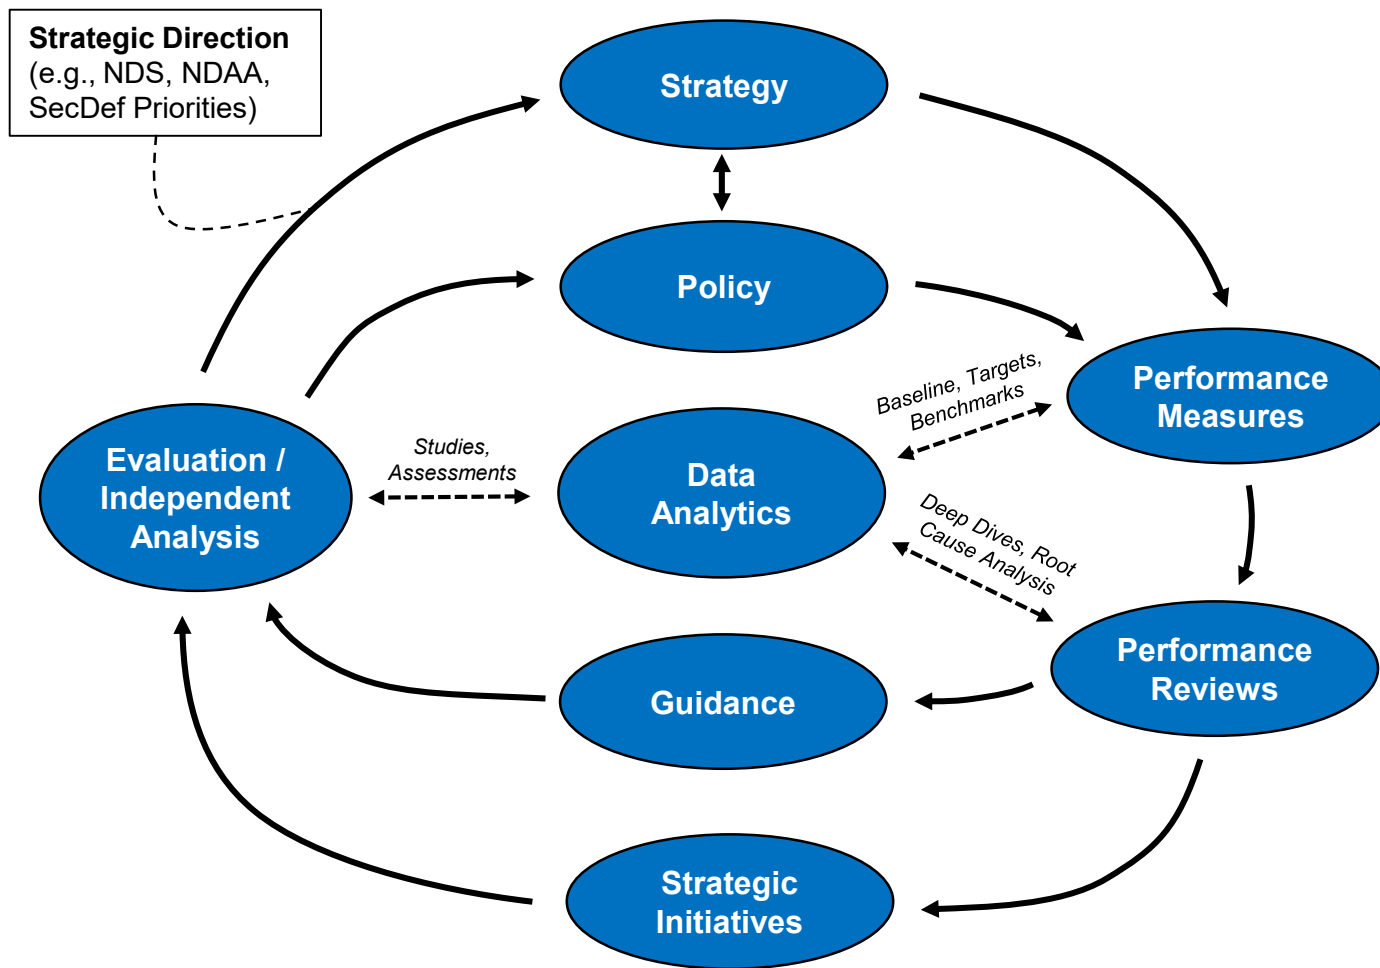 Strategic Direction
(e.g., NDS, NDAA,
SecDef Priorities)
Strategy
Policy
Performance
Measures
Baseline, Targets,
Benchmarks
Evaluation /
Independent
Analysis
Studies,
Assessments
Data
Analytics
Deep Dives, Root
Cause Analysis
Performance
Reviews
Guidance
Strategic
Initiatives